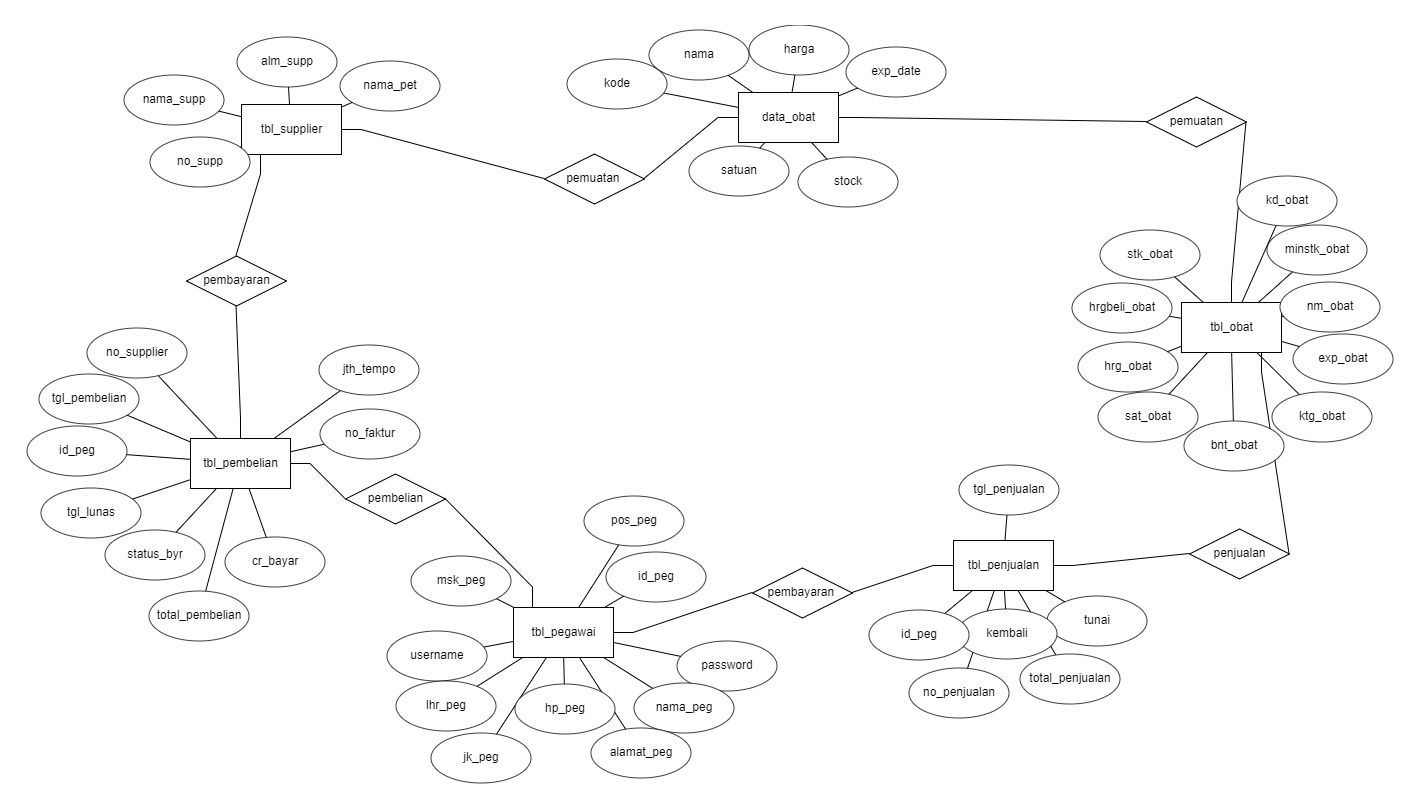 alm_supp
nama_supp
nama_pet
tbl_supplier
no_supp
pemuatan
kode
nama
harga
exp_date
data_obat
satuan
stock
pemuatan
kd_obat
stk_obat
minstk_obat
hrgbeli_obat
nm_obat
tbl_obat
hrg_obat
exp_obat
sat_obat
bnt_obat
ktg_obat
pembayaran
no_supplier
jth_tempo
tgl_pembelian
no_faktur
id_peg
tbl_pembelian
tgl_lunas
status_byr
cr_bayar
total_pembelian
pembelian
pos_peg
msk_peg
id_peg
tbl_pegawai
username
password
lhr_peg
hp_peg
nama_peg
jk_peg
alamat_peg
pembayaran
tgl_penjualan
tbl_penjualan
penjualan
id_peg
kembali
tunai
no_penjualan
total_penjualan